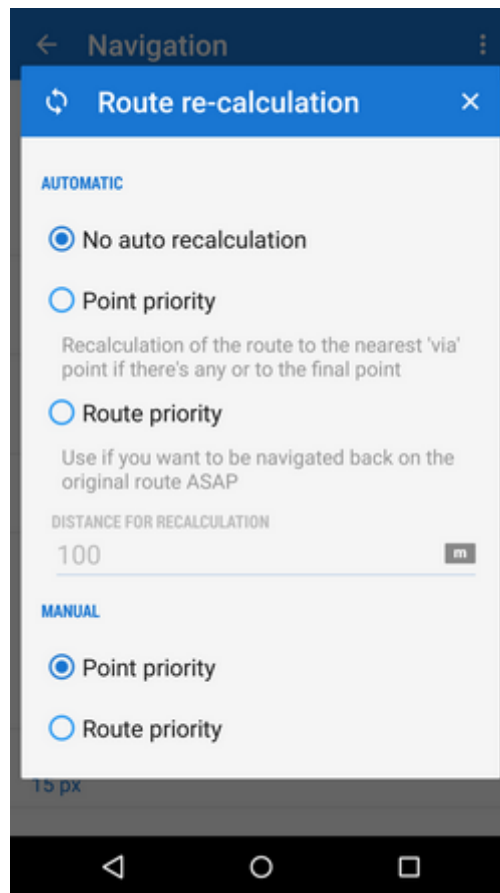 Navigation
Route re-calculation
AUTOMATIC
No auto recalculation
Point priority
Recalculation of the route to the nearest 'via'
point if there's any or to the final point
Route priority
Use if you want to be navigated back on the
original route ASAP
DISTANCE FOR RECALCULATION
100 m
MANUAL
Point priority
Route priority
15 px